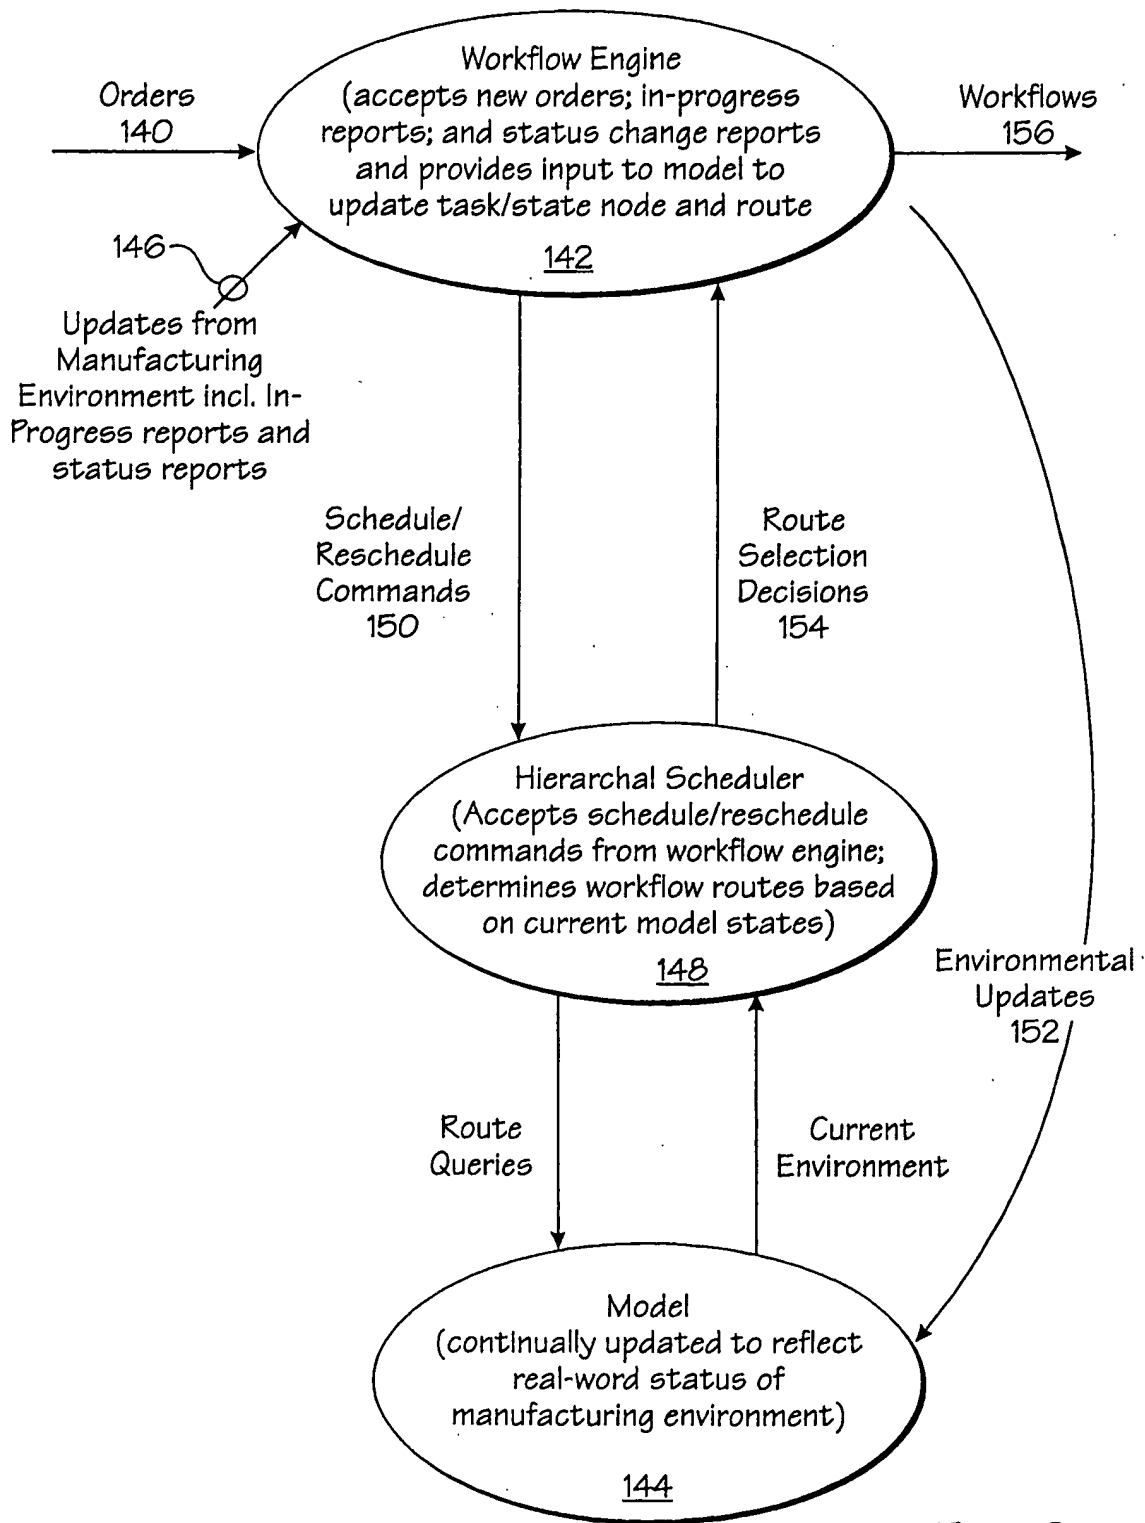 Workflow Engine
(accepts new orders; in-progress
reports; and status change reports
and provides input to model to
update task/state node and route
142
Orders
140
Workflows
156
146
Updates from
Manufacturing
Environment incl. In-
Progress reports and
status reports
Schedule/
Reschedule
Commands
150
Route
Selection
Decisions
154
Hierarchal Scheduler
(Accepts schedule/reschedule
commands from workflow engine;
determines workflow routes based
on current model states)
148
Environmental
Updates
152
Route
Queries
Current
Environment
Model
(continually updated to reflect
real-word status of
manufacturing environment)
144